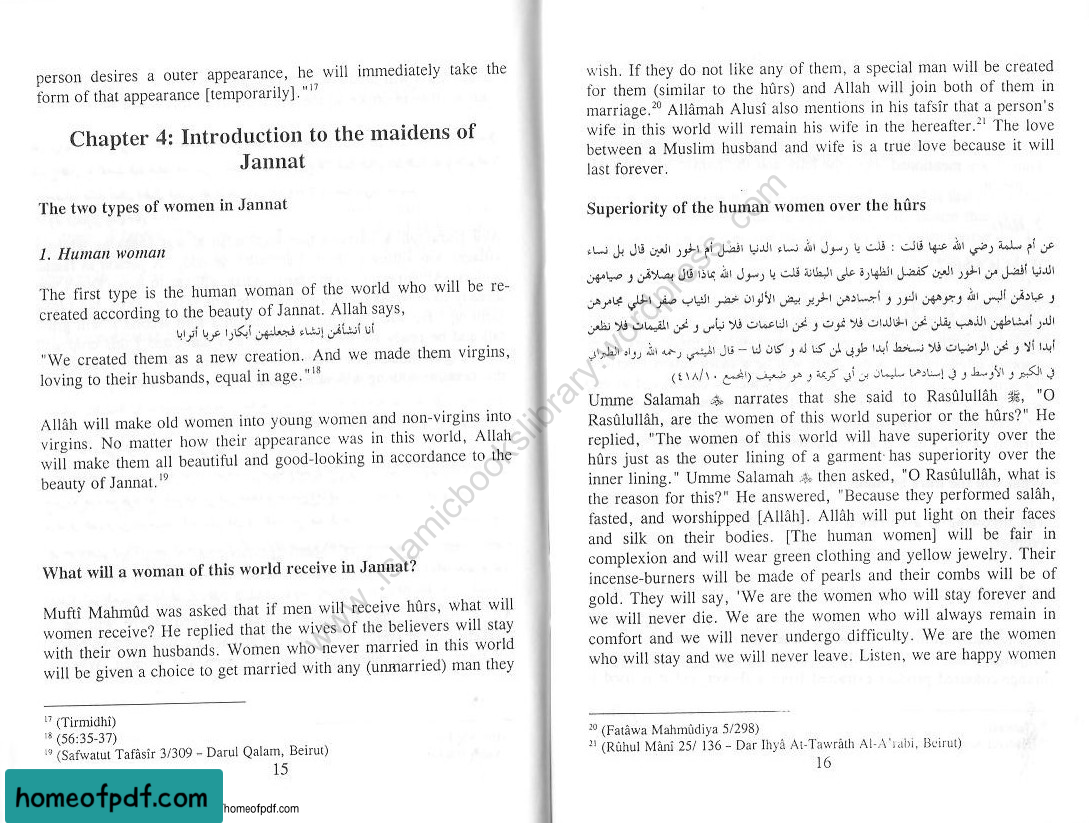 person desires a outer appearance, he will immediately take the
form of that appearance [temporarily]."17
Chapter 4: Introduction to the maidens of
Jannat
The two types of women in Jannat
1. Human woman
The first type is the human woman of the world who will be re-
created according to the beauty of Jannat. Allah says,
أنا أنشأنهن إنشاء فجعلنهن أبكارا عربا أترابا
"We created them as a new creation. And we made them virgins,
loving to their husbands, equal in age."18
Allâh will make old women into young women and non-virgins into
virgins. No matter how their appearance was in this world, Allah
will make them all beautiful and good-looking in accordance to the
beauty of Jannat.19
What will a woman of this world receive in Jannat?
Muftî Mahmûd was asked that if men will receive hûrs, what will
women receive? He replied that the wives of the believers will stay
with their own husbands. Women who never married in this world
will be given a choice to get married with any (unmarried) man they
17 (Tirmidhî)
18 (56:35-37)
19 (Safwatut Tafâsîr 3/309 – Darul Qalam, Beirut)
15
wish. If they do not like any of them, a special man will be created
for them (similar to the hûrs) and Allah will join both of them in
marriage.20 Allâmah Alusî also mentions in his tafsîr that a person's
wife in this world will remain his wife in the hereafter.21 The love
between a Muslim husband and wife is a true love because it will
last forever.
Superiority of the human women over the hûrs
عن أم سلمة رضي الله عنها قالت : قلت يا رسول الله نساء الدنيا افضل أم الحور العين قال بل نساء
الدنيا أفضل من الحور العين كفضل الظهارة على البطانة قلت يا رسول الله بماذا قال بصلاتهن و صيامهن
و عبادتهن ألبس الله وجوههن النور و أجسادهن الحرير بيض الألوان خضر الثياب صفر الحلي مجامرهن
الدر أمشاطهن الذهب يقلن نحن الخالدات فلا نموت و نحن الناعمات فلا نبأس و نحن المقيمات فلا نظعن
أبدا ألا و نحن الراضيات فلا نسخط أبدا طوبى لمن كنا له و كان لنا – قال الهيثمي رحمه الله رواه الطبراني
في الكبير و الأوسط و في إسنادهما سليمان بن أبي كريمة و هو ضعيف (المجمع ٤١٨/١٠)
Umme Salamah narrates that she said to Rasûlullâh ﷺ, "O
Rasûlullâh, are the women of this world superior or the hûrs?" He
replied, "The women of this world will have superiority over the
hûrs just as the outer lining of a garment has superiority over the
inner lining." Umme Salamah then asked, "O Rasûlullâh, what is
the reason for this?" He answered, "Because they performed salâh,
fasted, and worshipped [Allâh]. Allâh will put light on their faces
and silk on their bodies. [The human women] will be fair in
complexion and will wear green clothing and yellow jewelry. Their
incense-burners will be made of pearls and their combs will be of
gold. They will say, 'We are the women who will stay forever and
we will never die. We are the women who will always remain in
comfort and we will never undergo difficulty. We are the women
who will stay and we will never leave. Listen, we are happy women
20 (Fatâwa Mahmûdiya 5/298)
21 (Rûhul Mânî 25/ 136 – Dar Ihyâ At-Tawrâth Al-A'rabi, Beirut)
16
www.islamicbookslibrary.wordpress.com
homeofpdf.com
homeofpdf.com